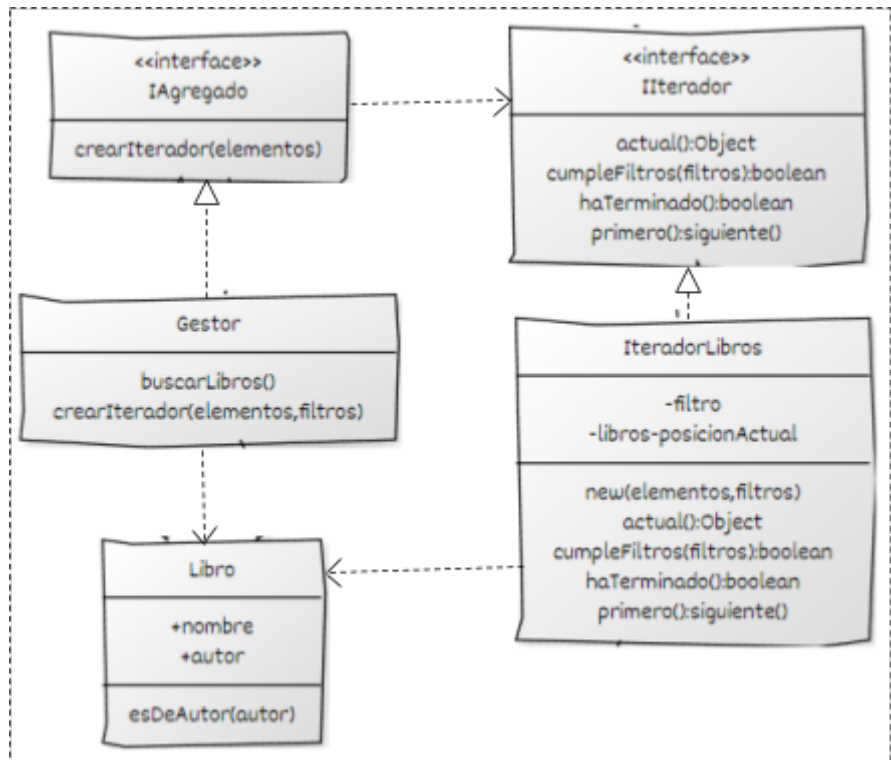 <<interface>>
IAgregado
crearIterador(elementos)
<<interface>>
IIterador
actual():Object
cumpleFiltros(filtros):boolean
haTerminado():boolean
primero():siguiente()
Gestor
buscarLibros()
crearIterador(elementos,filtros)
IteradorLibros
-filtro
-libros-posicionActual
new(elementos,filtros)
actual():Object
cumpleFiltros(filtros):boolean
haTerminado():boolean
primero():siguiente()
Libro
+nombre
+autor
esDeAutor(autor)